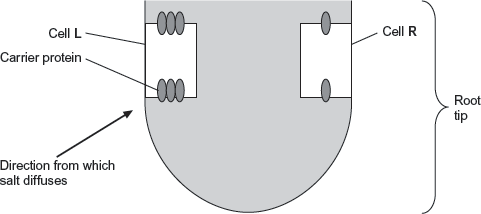 Cell L
Cell R
Carrier protein
Root
tip
Direction from which
salt diffuses